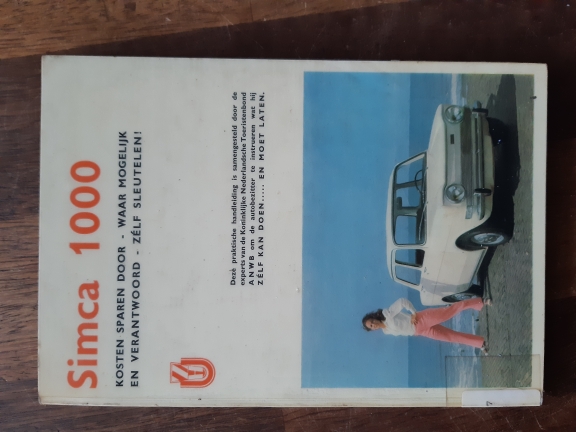 Simca 1000
KOSTEN SPAREN DOOR - WAAR MOGELIJK
EN VERANTWOORD - ZÉLF SLEUTELEN!
Deze praktische handleiding is samengesteld door de
experts van de Koninklijke Nederlandsche Toeristenbond
ANWB om de autobezitter te instrueren wat hij
ZÉLF KAN DOEN..... EN MOET LATEN.